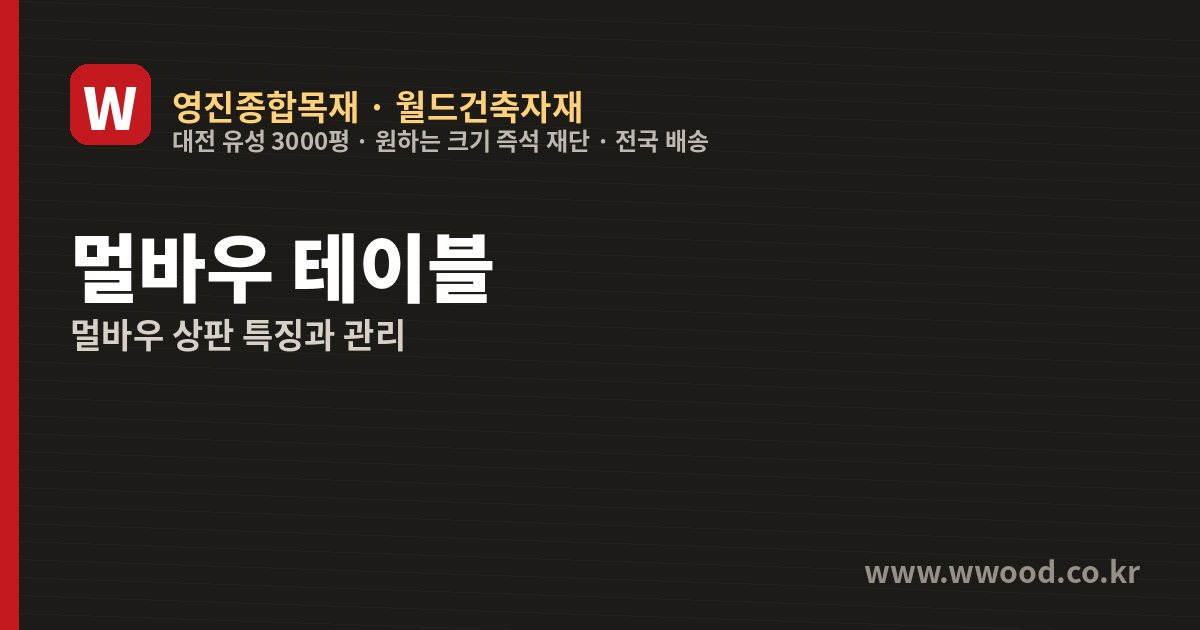 W
영진종합목재 · 월드건축자재
대전 유성 3000평 · 원하는 크기 즉석 재단 · 전국 배송
멀바우 테이블
멀바우 상판 특징과 관리
www.wwood.co.kr